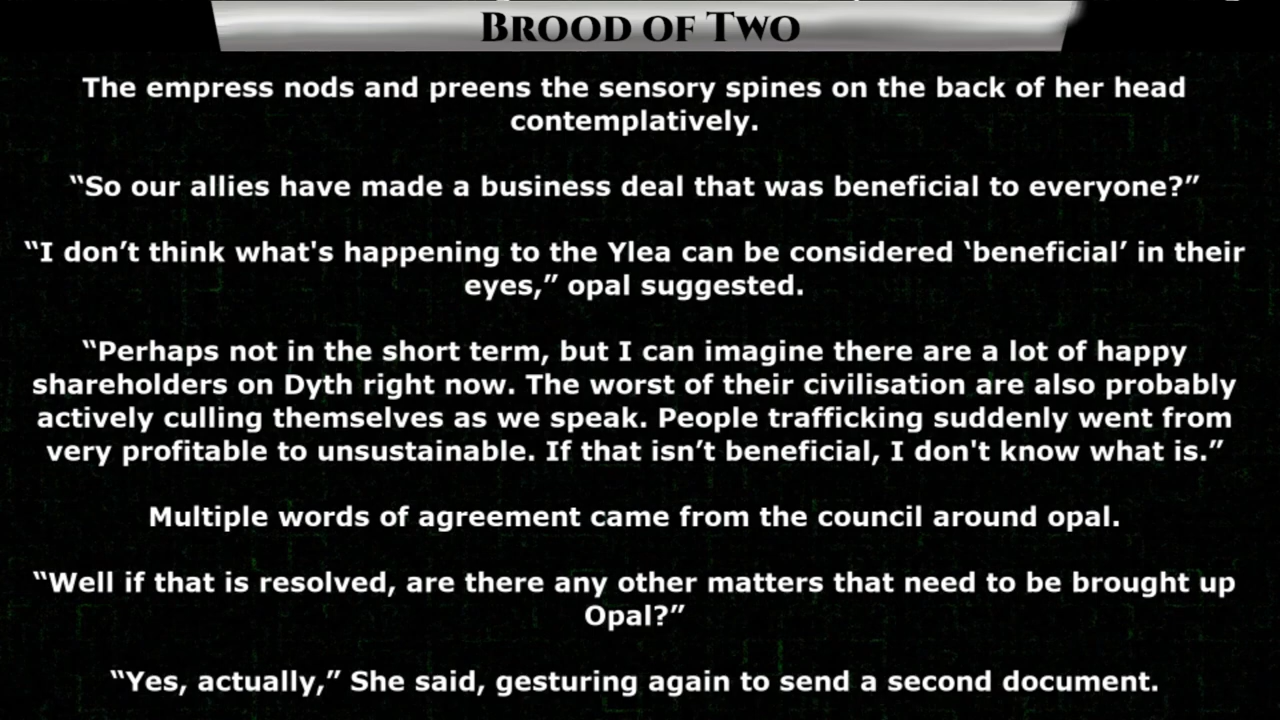 Brood of Two
The empress nods and preens the sensory spines on the back of her head
contemplatively.
“So our allies have made a business deal that was beneficial to everyone?”
“I don’t think what's happening to the Ylea can be considered ‘beneficial’ in their
eyes,” opal suggested.
“Perhaps not in the short term, but I can imagine there are a lot of happy
shareholders on Dyth right now. The worst of their civilisation are also probably
actively culling themselves as we speak. People trafficking suddenly went from
very profitable to unsustainable. If that isn’t beneficial, I don't know what is.”
Multiple words of agreement came from the council around opal.
“Well if that is resolved, are there any other matters that need to be brought up
Opal?”
“Yes, actually,” She said, gesturing again to send a second document.